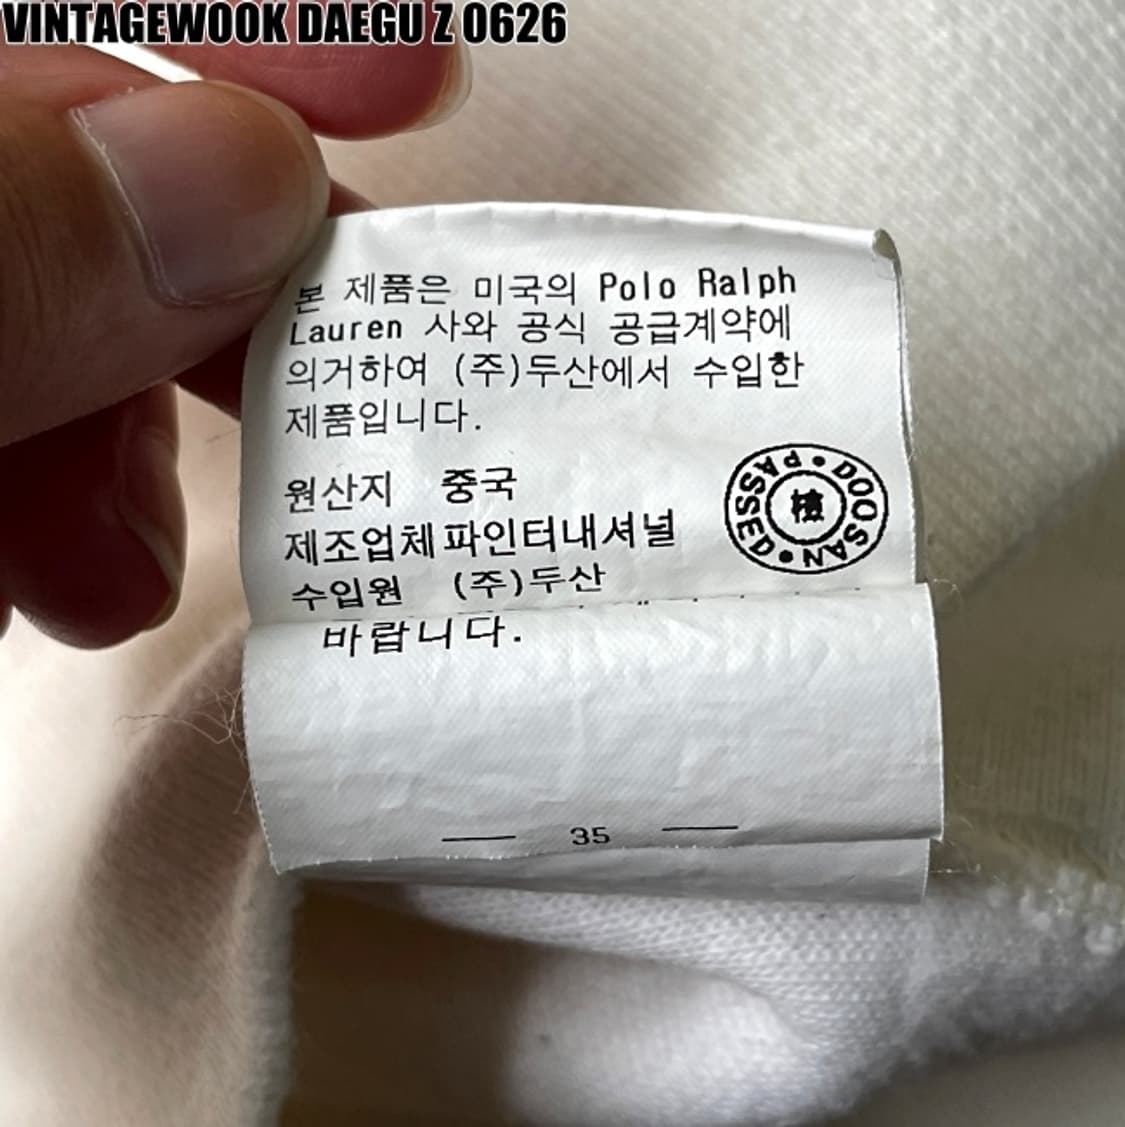 VINTAGEWOOK DAEGU Z 0626
본 제품은 미국의 Polo Ralph
Lauren 사와 공식 공급계약에
의거하여 (주)두산에서 수입한
제품입니다.
원산지 중국
제조업체 파인터내셔널
수입원 (주)두산
DOOSAN • PASSED •
檢
바랍니다.
— 35 —